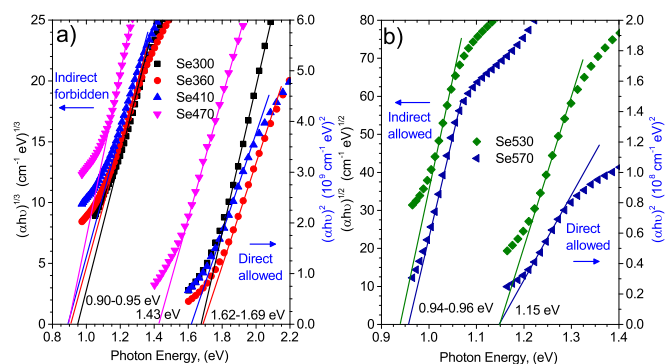 a)
Indirect
forbidden
Se300
Se360
Se410
Se470
Direct
allowed
0.90-0.95 eV
1.43 eV
1.62-1.69 eV
(αhυ)^1/3 (cm^-1 eV)^1/3
0 5 10 15 20 25
0.0 1.0 2.0 3.0 4.0 5.0 6.0
(αhυ)^2 (10^9 cm^-1 eV)^2
0.8 1.0 1.2 1.4 1.6 1.8 2.0 2.2
Photon Energy, (eV)
b)
Indirect
allowed
Se530
Se570
Direct
allowed
0.94-0.96 eV
1.15 eV
(αhυ)^1/2 (cm^-1 eV)^1/2
0 10 20 30 40 50 60 70 80
0.0 0.2 0.4 0.6 0.8 1.0 1.2 1.4 1.6 1.8 2.0
(αhυ)^2 (10^8 cm^-1 eV)^2
0.9 1.0 1.1 1.2 1.3 1.4
Photon Energy, (eV)